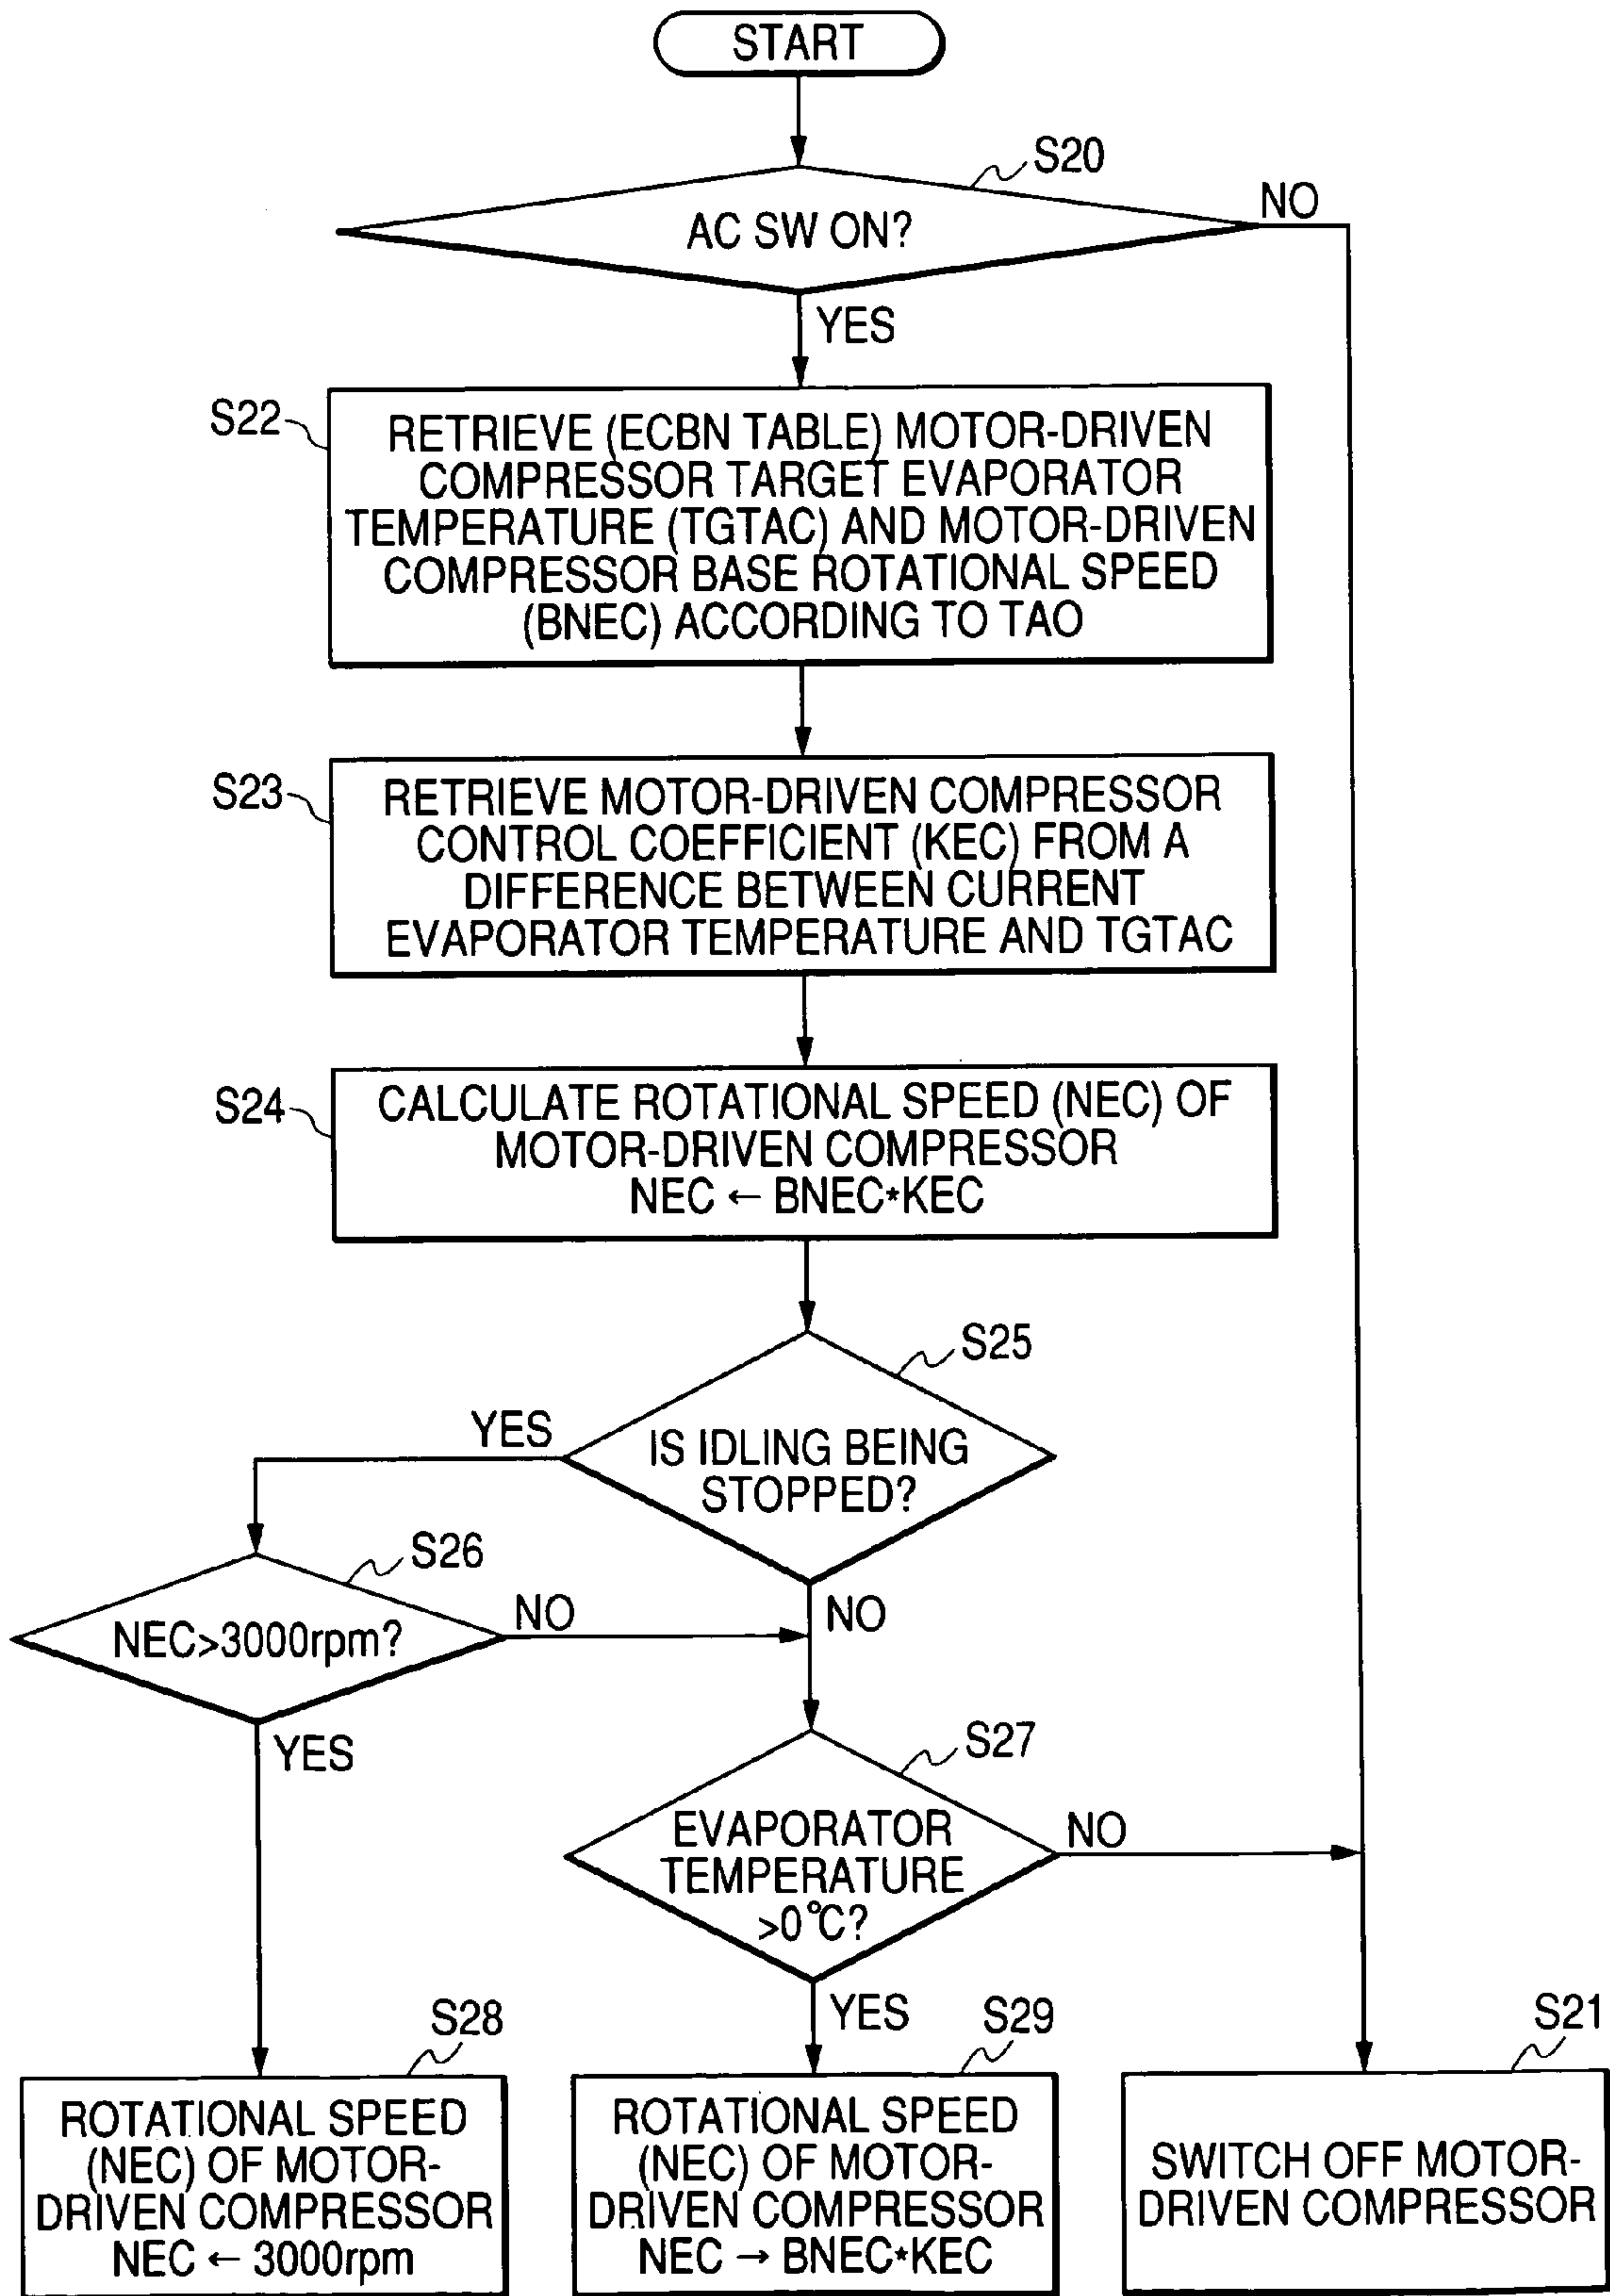 START
S20
AC SW ON?
NO
YES
S22
RETRIEVE (ECBN TABLE) MOTOR-DRIVEN
COMPRESSOR TARGET EVAPORATOR
TEMPERATURE (TGTAC) AND MOTOR-DRIVEN
COMPRESSOR BASE ROTATIONAL SPEED
(BNEC) ACCORDING TO TAO
S23
RETRIEVE MOTOR-DRIVEN COMPRESSOR
CONTROL COEFFICIENT (KEC) FROM A
DIFFERENCE BETWEEN CURRENT
EVAPORATOR TEMPERATURE AND TGTAC
S24
CALCULATE ROTATIONAL SPEED (NEC) OF
MOTOR-DRIVEN COMPRESSOR
NEC ← BNEC*KEC
S25
IS IDLING BEING
STOPPED?
YES
NO
S26
NEC>3000rpm?
NO
YES
S27
EVAPORATOR
TEMPERATURE
>0°C?
NO
YES
S28
ROTATIONAL SPEED
(NEC) OF MOTOR-
DRIVEN COMPRESSOR
NEC ← 3000rpm
S29
ROTATIONAL SPEED
(NEC) OF MOTOR-
DRIVEN COMPRESSOR
NEC → BNEC*KEC
S21
SWITCH OFF MOTOR-
DRIVEN COMPRESSOR